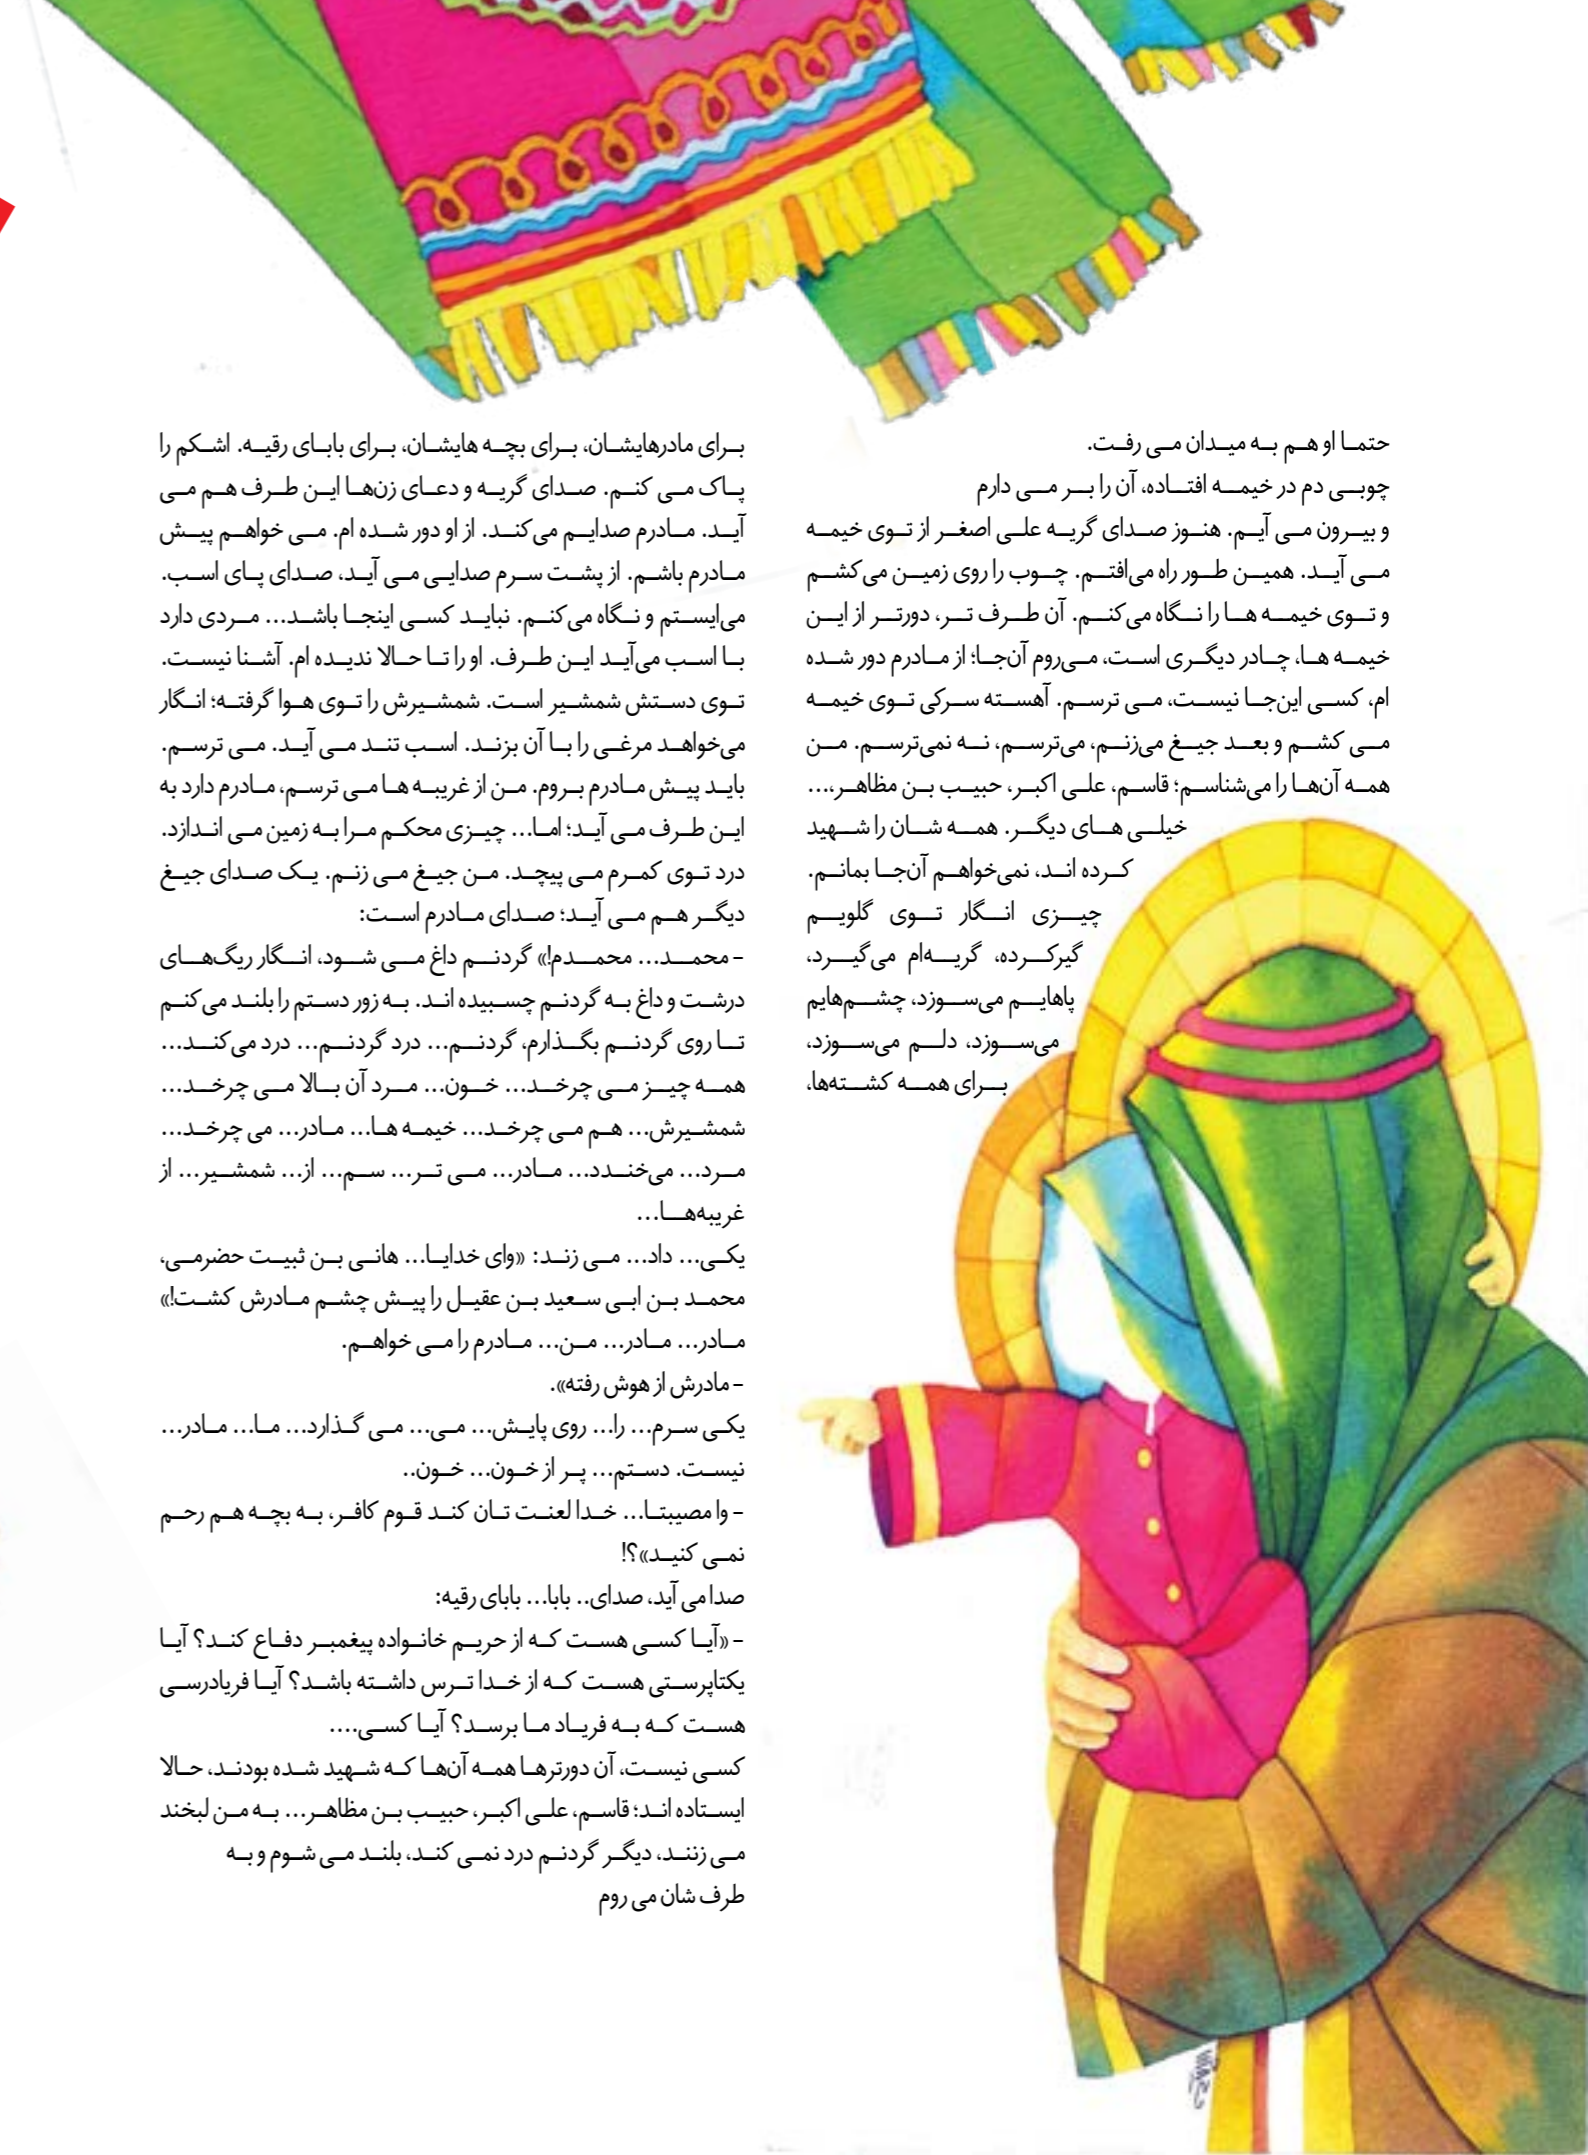 حتما او هم به میدان می رفت.
چوبی دم در خیمه افتاده، آن را بر می دارم
و بیرون می آیم. هنوز صدای گریه علی اصغر از توی خیمه
می آید. همین طور راه می‌افتم. چوب را روی زمین می‌کشم
و توی خیمه ها را نگاه می‌کنم. آن طرف تر، دورتر از این
خیمه ها، چادر دیگری است، می‌روم آن‌جا؛ از مادرم دور شده
ام، کسی این‌جا نیست، می ترسم. آهسته سرکی توی خیمه
می کشم و بعد جیغ می‌زنم، می‌ترسم، نه نمی‌ترسم. من
همه آن‌ها را می‌شناسم؛ قاسم، علی اکبر، حبیب بن مظاهر،...
خیلی های دیگر. همه شان را شهید
کرده اند، نمی‌خواهم آن‌جا بمانم.
چیزی انگار توی گلویم
گیرکرده، گریه‌ام می‌گیرد،
پاهایم می‌سوزد، چشم‌هایم
می‌سوزد، دلم می‌سوزد،
برای همه کشته‌ها،
برای مادرهایشان، برای بچه هایشان، برای بابای رقیه. اشکم را
پاک می کنم. صدای گریه و دعای زن‌ها این طرف هم می
آید. مادرم صدایم می‌کند. از او دور شده ام. می خواهم پیش
مادرم باشم. از پشت سرم صدایی می آید، صدای پای اسب.
می‌ایستم و نگاه می‌کنم. نباید کسی اینجا باشد... مردی دارد
با اسب می‌آید این طرف. او را تا حالا ندیده ام. آشنا نیست.
توی دستش شمشیر است. شمشیرش را توی هوا گرفته؛ انگار
می‌خواهد مرغی را با آن بزند. اسب تند می آید. می ترسم.
باید پیش مادرم بروم. من از غریبه ها می ترسم، مادرم دارد به
این طرف می آید؛ اما... چیزی محکم مرا به زمین می اندازد.
درد توی کمرم می پیچد. من جیغ می زنم. یک صدای جیغ
دیگر هم می آید؛ صدای مادرم است:
- محمد... محمدم!» گردنم داغ می شود، انگار ریگ‌های
درشت و داغ به گردنم چسبیده اند. به زور دستم را بلند می‌کنم
تا روی گردنم بگذارم، گردنم... درد گردنم... درد می‌کند...
همه چیز می چرخد... خون... مرد آن بالا می چرخد...
شمشیرش... هم می چرخد... خیمه ها... مادر... می چرخد...
مرد... می‌خندد... مادر... می تر... سم... از... شمشیر... از
غریبه‌ها...
یکی... داد... می زند: «وای خدایا... هانی بن ثبیت حضرمی،
محمد بن ابی سعید بن عقیل را پیش چشم مادرش کشت!»
مادر... مادر... من... مادرم را می خواهم.
- مادرش از هوش رفته».
یکی سرم... را... روی پایش... می... می گذارد... ما... مادر...
نیست. دستم... پر از خون... خون..
- وا مصیبتا... خدا لعنت تان کند قوم کافر، به بچه هم رحم
نمی کنید»؟!
صدا می آید، صدای.. بابا... بابای رقیه:
- «آیا کسی هست که از حریم خانواده پیغمبر دفاع کند؟ آیا
یکتاپرستی هست که از خدا ترس داشته باشد؟ آیا فریادرسی
هست که به فریاد ما برسد؟ آیا کسی....
کسی نیست، آن دورترها همه آن‌ها که شهید شده بودند، حالا
ایستاده اند؛ قاسم، علی اکبر، حبیب بن مظاهر... به من لبخند
می زنند، دیگر گردنم درد نمی کند، بلند می شوم و به
طرف شان می روم